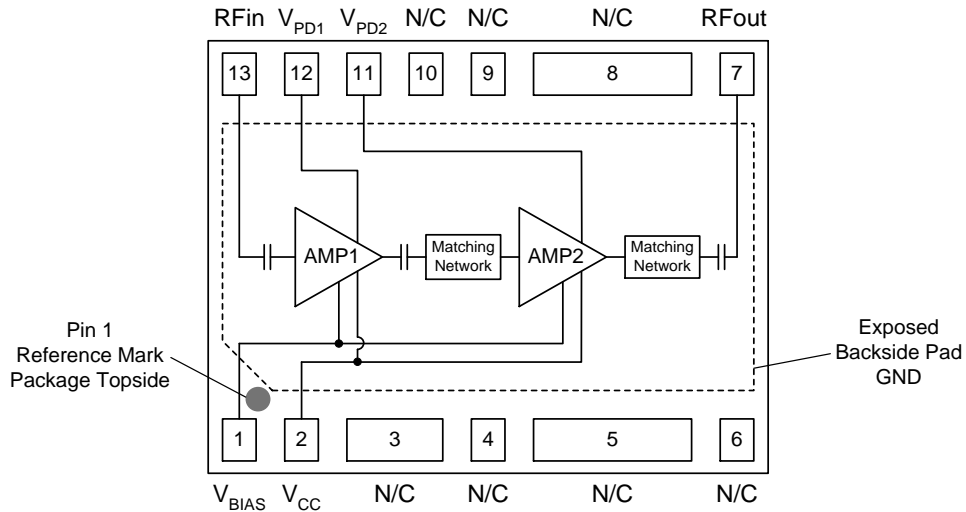 RFin V_PD1 V_PD2 N/C N/C N/C RFout
13 12 11 10 9 8 7
AMP1
Matching
Network
AMP2
Matching
Network
Pin 1
Reference Mark
Package Topside
Exposed
Backside Pad
GND
1 2 3 4 5 6
V_BIAS V_CC N/C N/C N/C N/C